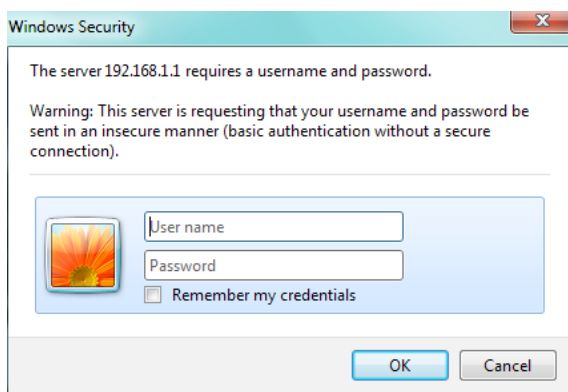 Windows Security
The server 192.168.1.1 requires a username and password.
Warning: This server is requesting that your username and password be
sent in an insecure manner (basic authentication without a secure
connection).
User name
Password
Remember my credentials
OK
Cancel